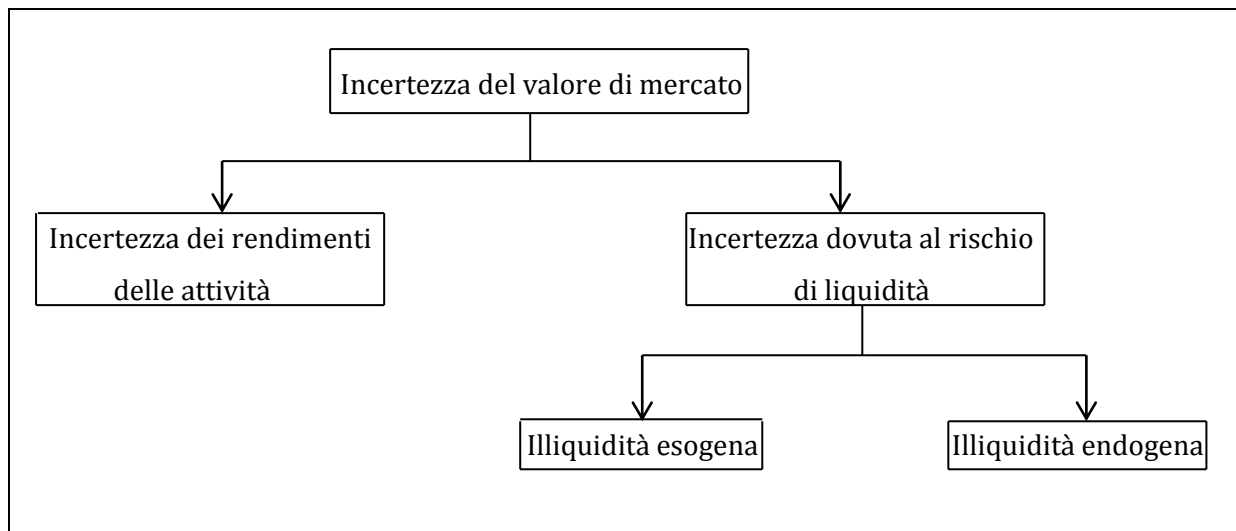 Incertezza del valore di mercato
Incertezza dei rendimenti
delle attività
Incertezza dovuta al rischio
di liquidità
Illiquidità esogena
Illiquidità endogena